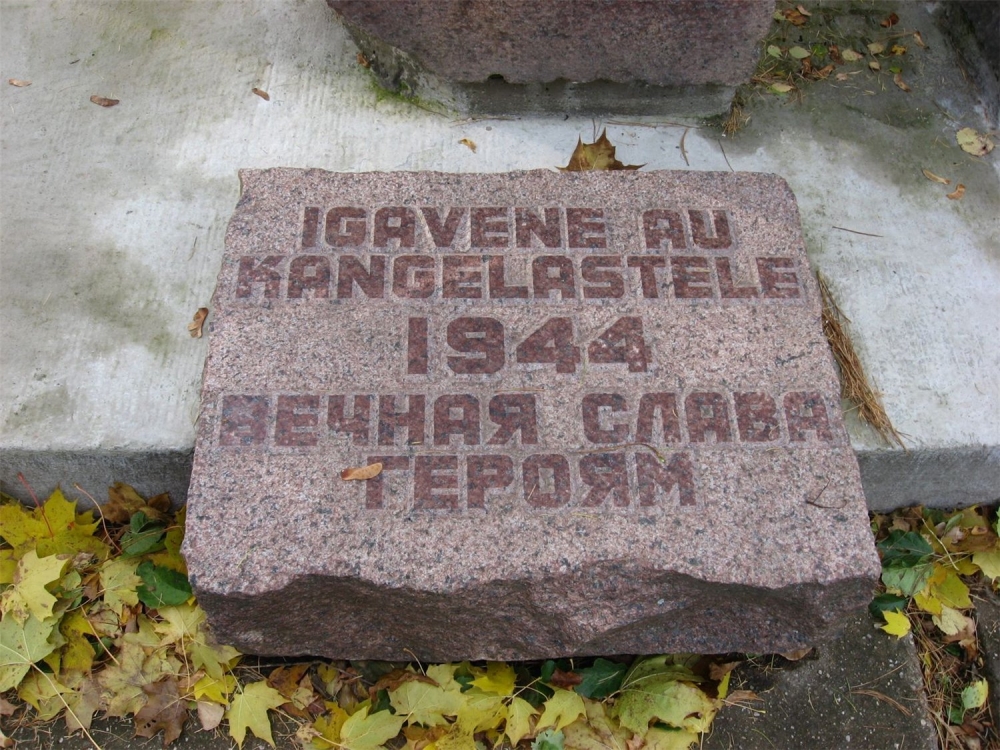 IGAVENE AU
KANGELASTELE
1944
ВЕЧНАЯ СЛАВА
ГЕРОЯМ